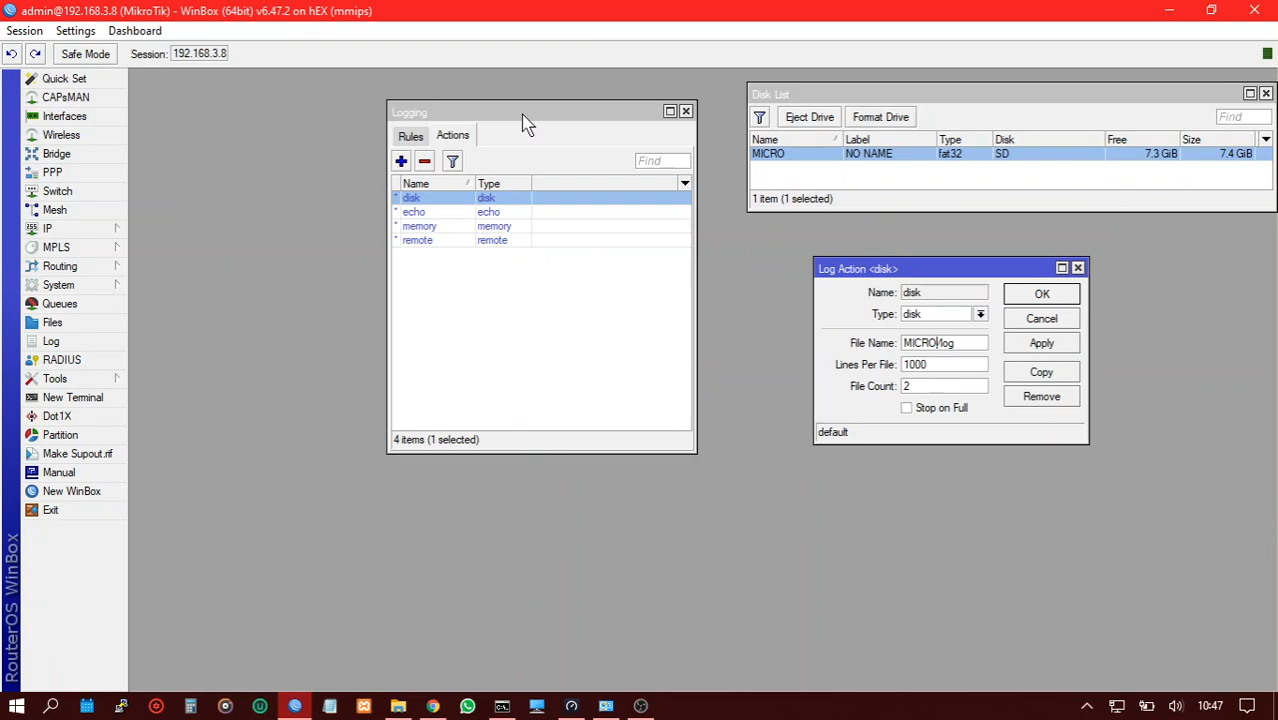 admin@192.168.3.8 (MikroTik) - WinBox (64bit) v6.47.2 on hEX (mmips)
Session Settings Dashboard
Safe Mode Session: 192.168.3.8
Quick Set
CAPsMAN
Interfaces
Wireless
Bridge
PPP
Switch
Mesh
IP
MPLS
Routing
System
Queues
Files
Log
RADIUS
Tools
New Terminal
Dot1X
Partition
Make Supout.rif
Manual
New WinBox
Exit
RouterOS WinBox
Logging
Rules Actions
Find
Name Type
* disk disk
* echo echo
* memory memory
* remote remote
4 items (1 selected)
Disk List
Eject Drive Format Drive Find
Name Label Type Disk Free Size
MICRO NO NAME fat32 SD 7.3 GiB 7.4 GiB
1 item (1 selected)
Log Action <disk>
Name: disk OK
Type: disk Cancel
File Name: MICRO/log Apply
Lines Per File: 1000 Copy
File Count: 2 Remove
Stop on Full
default
10:47